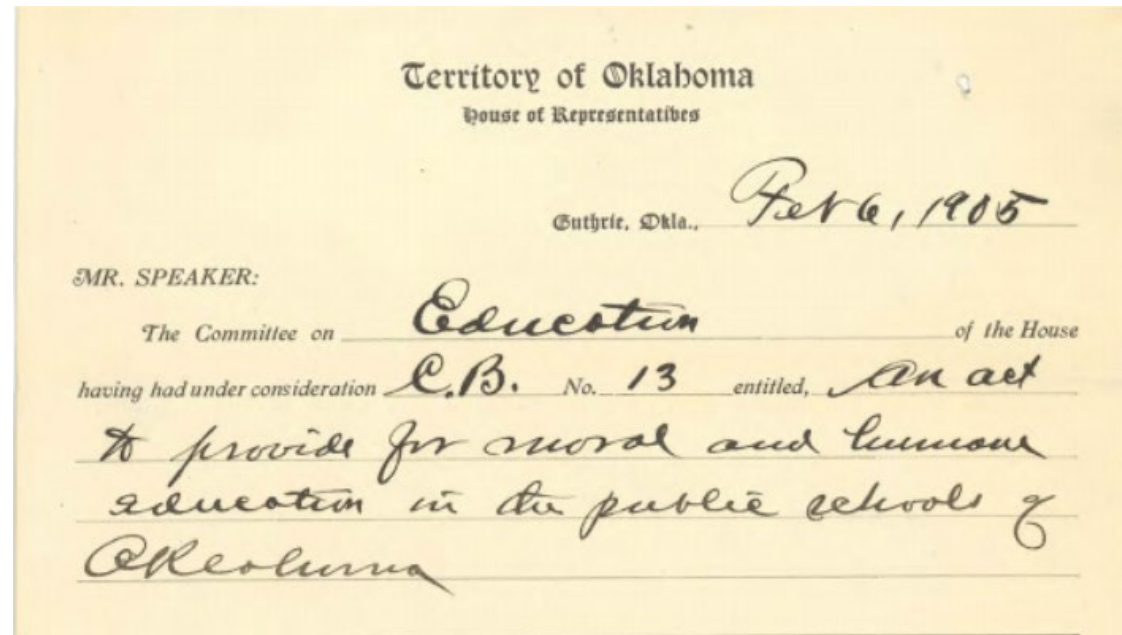 Territory of Oklahoma
House of Representatives
Guthrie, Okla., Feb 6, 1905
MR. SPEAKER:
The Committee on Education of the House
having had under consideration C.B. No. 13 entitled, An act
to provide for moral and humane
education in the public schools of
Oklahoma